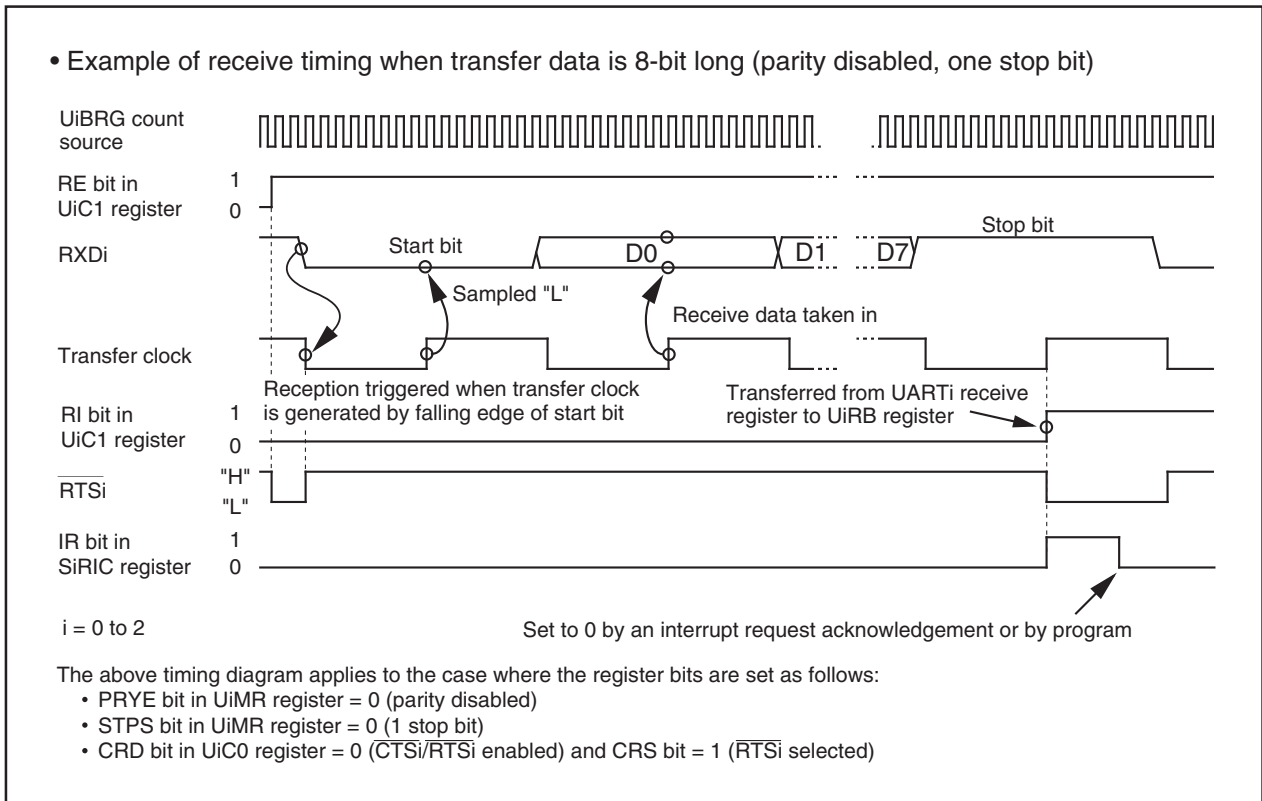 • Example of receive timing when transfer data is 8-bit long (parity disabled, one stop bit)
UiBRG count
source
RE bit in
UiC1 register
1
0
RXDi
Start bit
D0
D1
D7
Stop bit
Sampled "L"
Receive data taken in
Transfer clock
Reception triggered when transfer clock
is generated by falling edge of start bit
Transferred from UARTi receive
register to UiRB register
RI bit in
UiC1 register
1
0
RTSi
"H"
"L"
IR bit in
SiRIC register
1
0
i = 0 to 2
Set to 0 by an interrupt request acknowledgement or by program
The above timing diagram applies to the case where the register bits are set as follows:
• PRYE bit in UiMR register = 0 (parity disabled)
• STPS bit in UiMR register = 0 (1 stop bit)
• CRD bit in UiC0 register = 0 (CTSi/RTSi enabled) and CRS bit = 1 (RTSi selected)